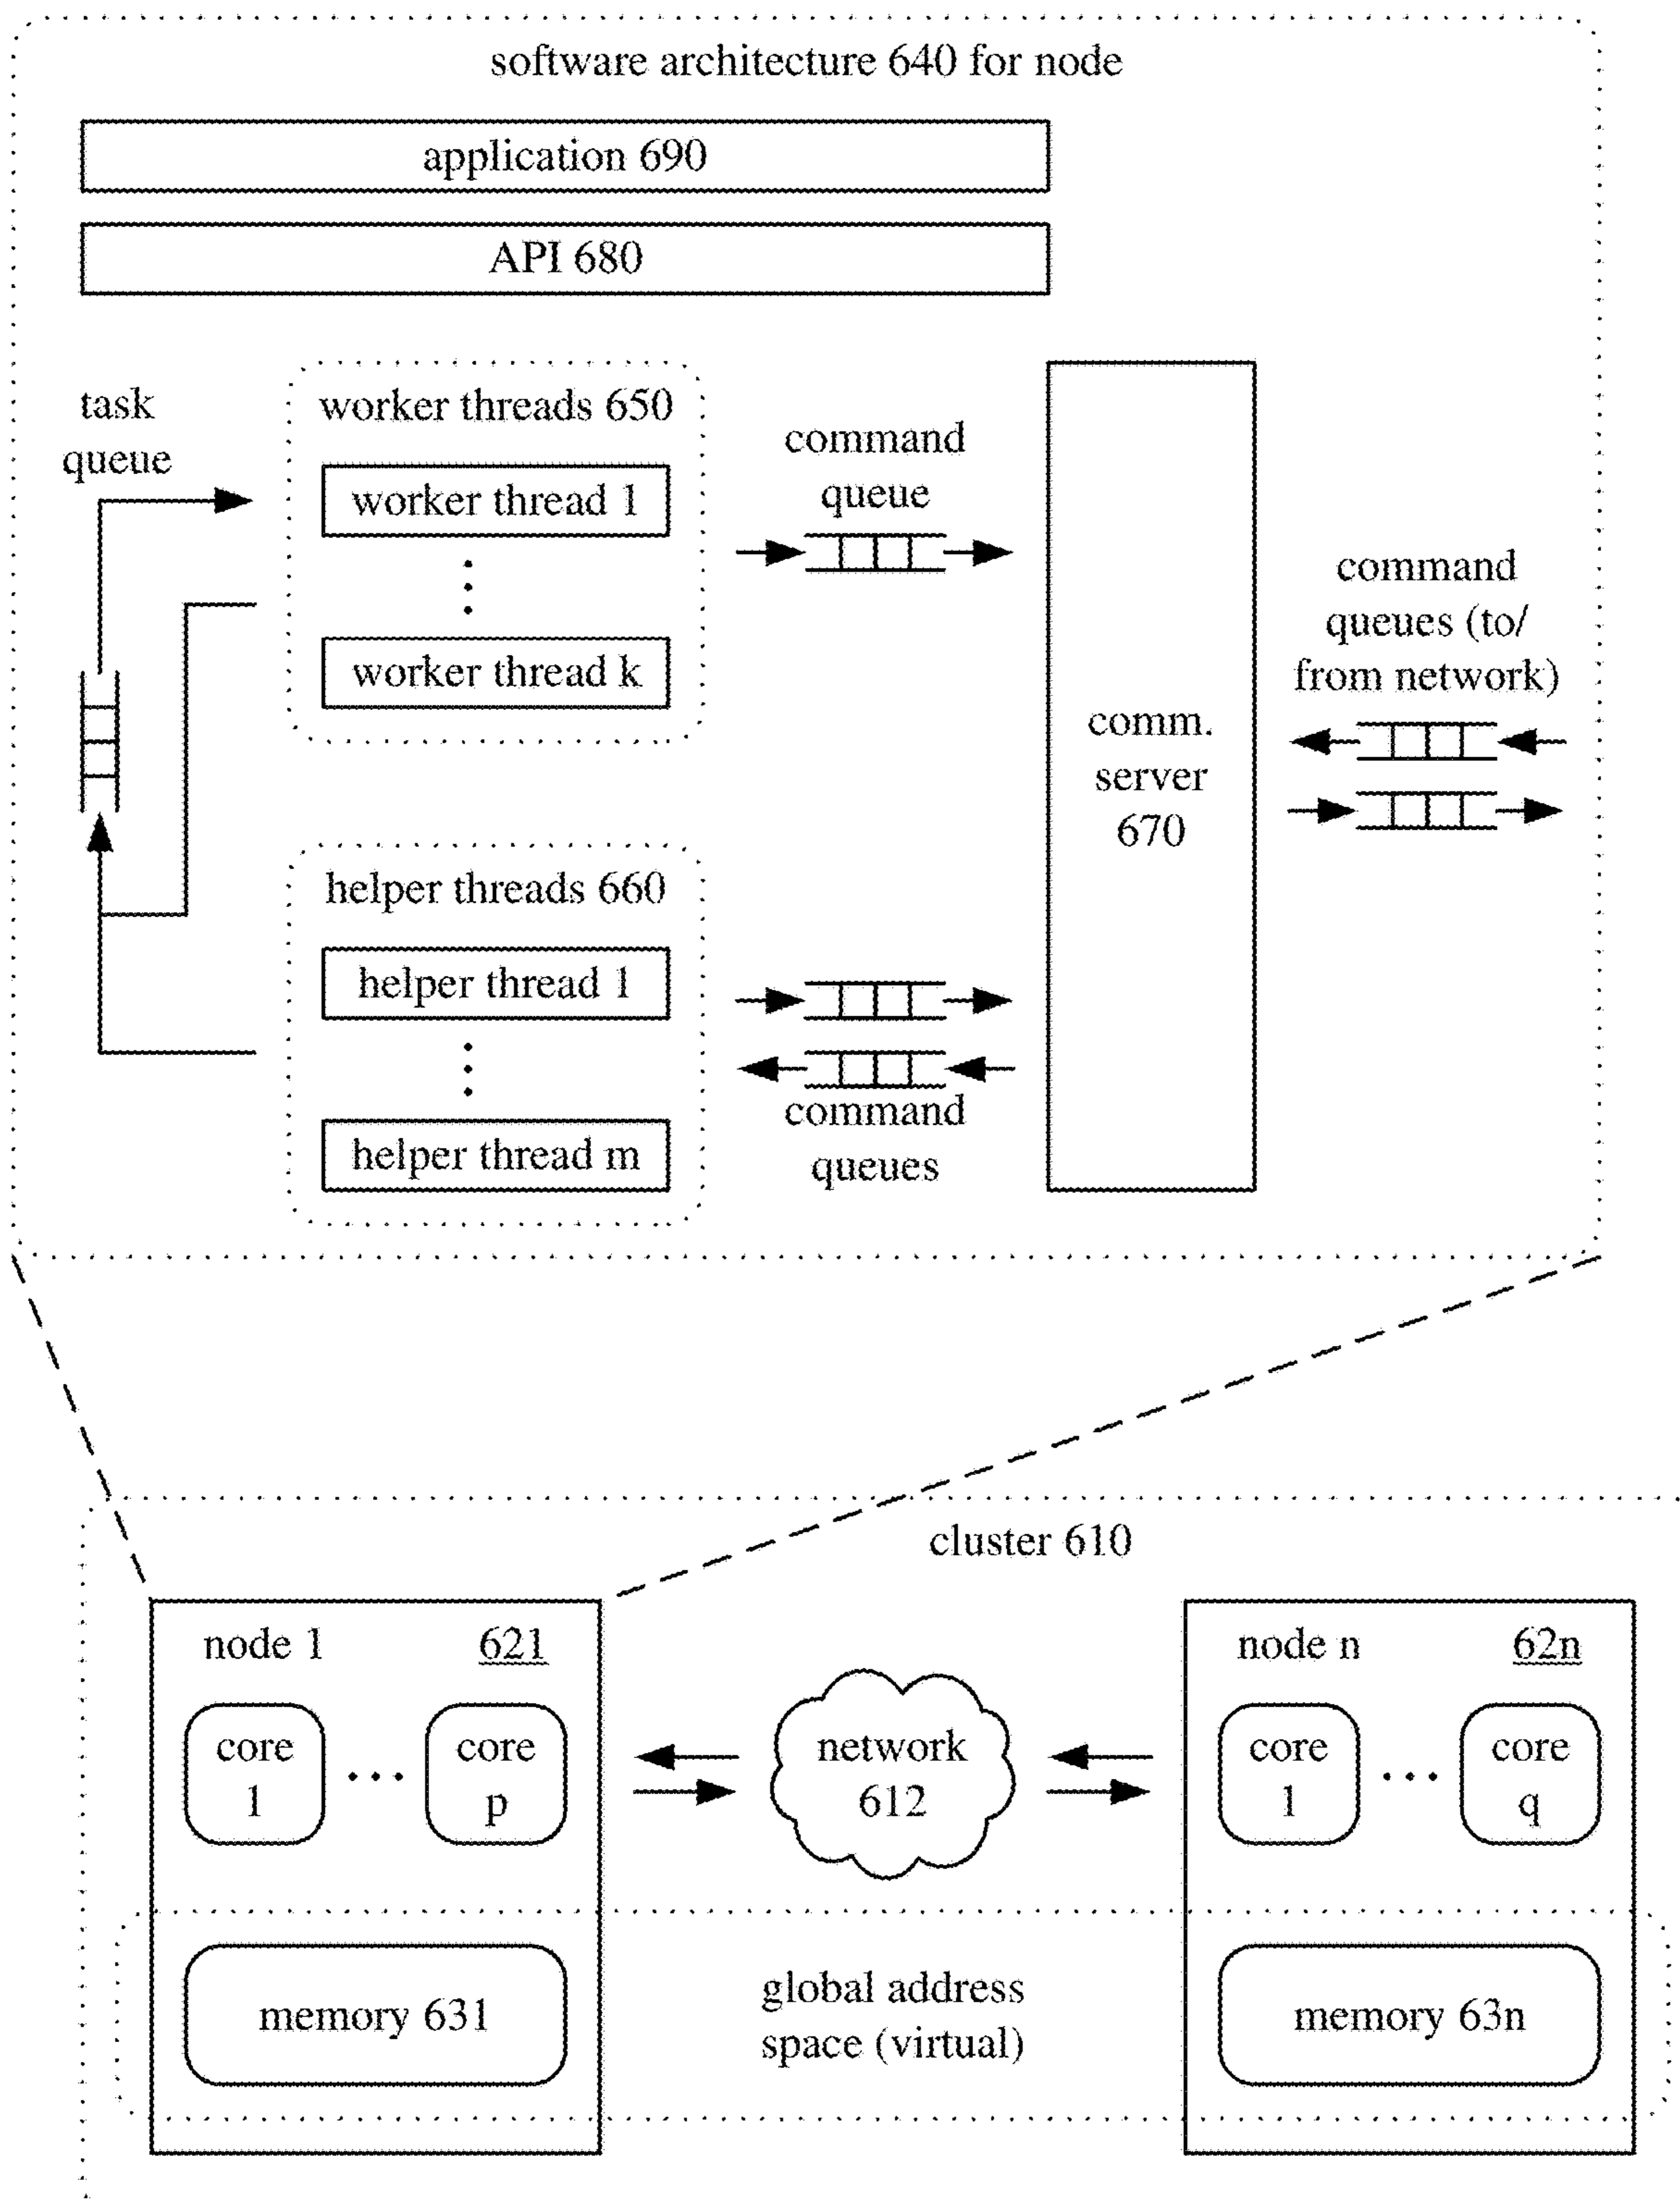 software architecture 640 for node
application 690
API 680
task
queue
worker threads 650
worker thread 1
worker thread k
command
queue
command
queues (to/
from network)
comm.
server
670
helper threads 660
helper thread 1
helper thread m
command
queues
cluster 610
node 1 621
core
1
core
p
network
612
node n 62n
core
1
core
q
memory 631
global address
space (virtual)
memory 63n